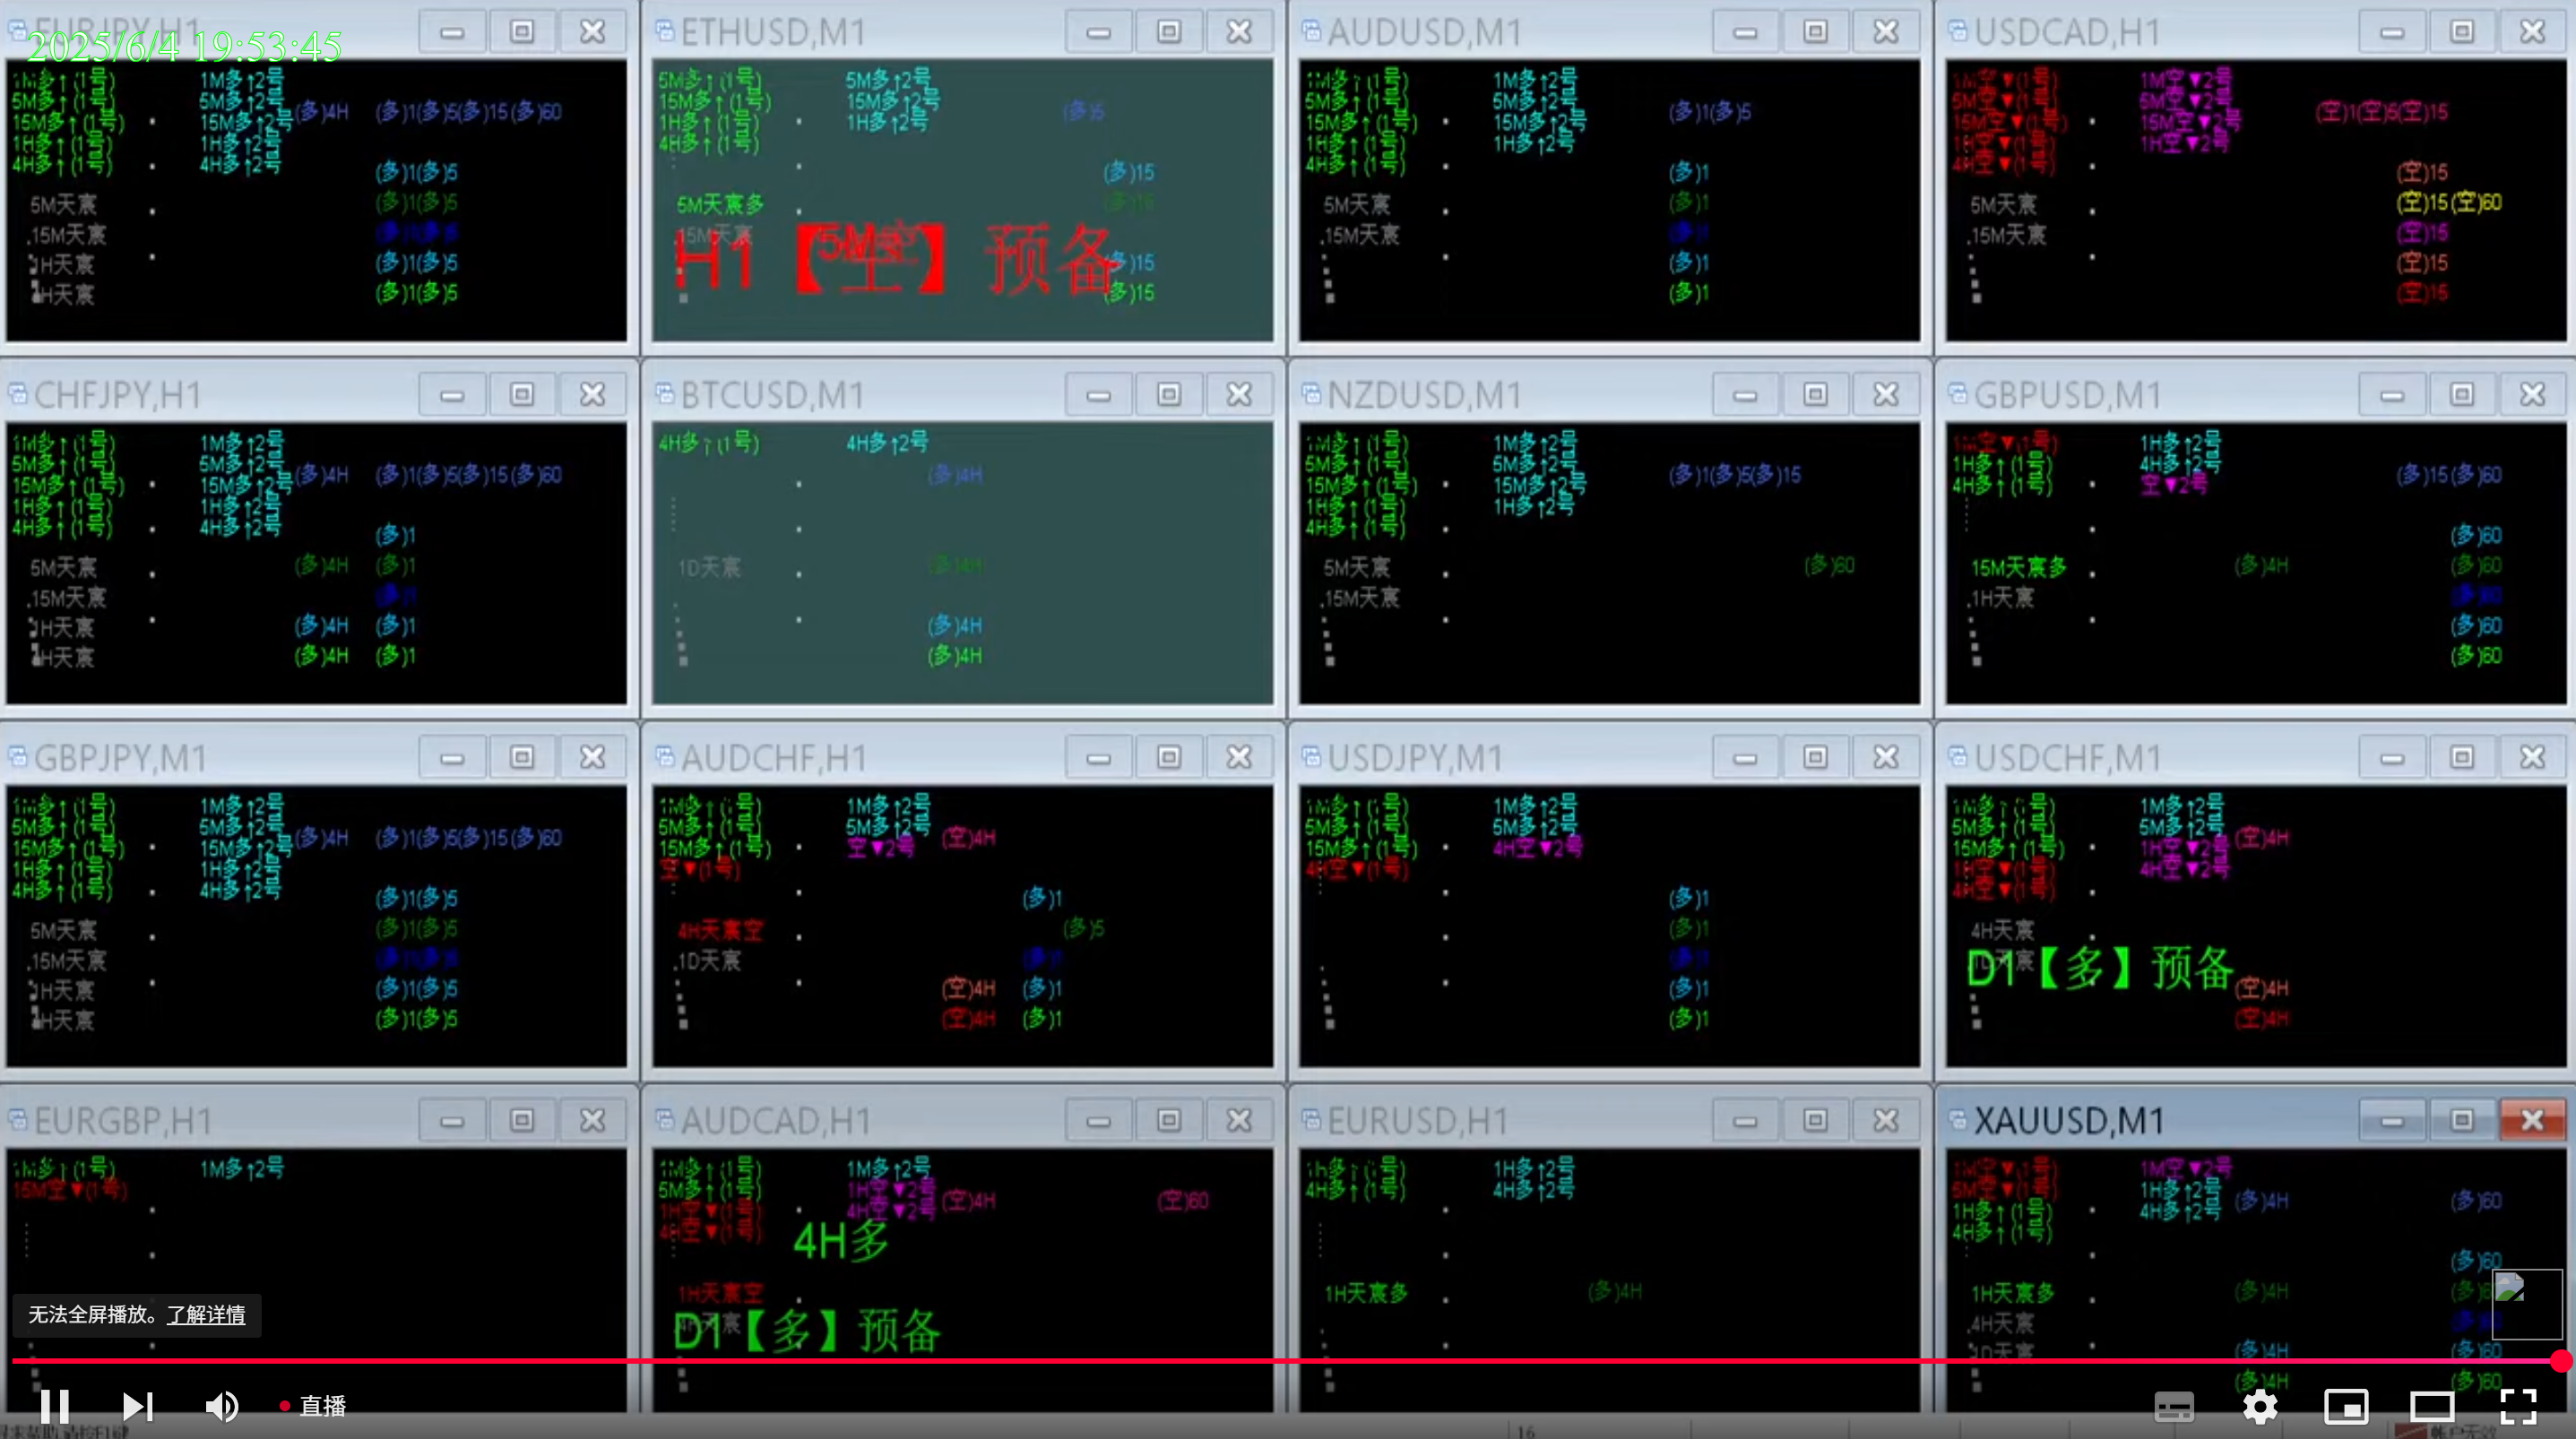 EURJPY,H1
2025/6/4 19:53:45
1M多↑(1号)
5M多↑(1号)
15M多↑(1号)
1H多↑(1号)
4H多↑(1号)
1M多↑2号
5M多↑2号
15M多↑2号
1H多↑2号
4H多↑2号
(多)4H (多)1(多)5(多)15(多)60
(多)1(多)5
5M天宸 (多)1(多)5
.15M天宸
1H天宸 (多)1(多)5
H天宸 (多)1(多)5
ETHUSD,M1
5M多↑(1号)
15M多↑(1号)
1H多↑(1号)
4H多↑(1号)
5M多↑2号
15M多↑2号
1H多↑2号
(多)5
(多)15
5M天宸多
15M天宸
H1【空】预备
(多)15
(多)15
AUDUSD,M1
1M多↑(1号)
5M多↑(1号)
15M多↑(1号)
1H多↑(1号)
4H多↑(1号)
1M多↑2号
5M多↑2号
15M多↑2号
1H多↑2号
(多)1(多)5
(多)1
5M天宸 (多)1
.15M天宸 (多)1
(多)1
(多)1
USDCAD,H1
1M空▼(1号)
5M空▼(1号)
15M空▼(1号)
1H空▼(1号)
4H空▼(1号)
1M空▼2号
5M空▼2号
15M空▼2号
1H空▼2号
(空)1(空)5(空)15
(空)15
5M天宸 (空)15(空)60
.15M天宸 (空)15
(空)15
(空)15
CHFJPY,H1
1M多↑(1号)
5M多↑(1号)
15M多↑(1号)
1H多↑(1号)
4H多↑(1号)
1M多↑2号
5M多↑2号
15M多↑2号
1H多↑2号
4H多↑2号
(多)4H (多)1(多)5(多)15(多)60
(多)1
5M天宸 (多)4H (多)1
.15M天宸
1H天宸 (多)4H (多)1
H天宸 (多)4H (多)1
BTCUSD,M1
4H多↑(1号) 4H多↑2号
(多)4H
1D天宸 (多)4H
(多)4H
(多)4H
NZDUSD,M1
1M多↑(1号)
5M多↑(1号)
15M多↑(1号)
1H多↑(1号)
4H多↑(1号)
1M多↑2号
5M多↑2号
15M多↑2号
1H多↑2号
(多)1(多)5(多)15
5M天宸 (多)60
.15M天宸
GBPUSD,M1
1M空▼(1号)
1H多↑(1号)
4H多↑(1号)
1H多↑2号
4H多↑2号
空▼2号
(多)15(多)60
(多)60
15M天宸多 (多)4H (多)60
.1H天宸 (多)60
(多)60
(多)60
GBPJPY,M1
1M多↑(1号)
5M多↑(1号)
15M多↑(1号)
1H多↑(1号)
4H多↑(1号)
1M多↑2号
5M多↑2号
15M多↑2号
1H多↑2号
4H多↑2号
(多)4H (多)1(多)5(多)15(多)60
(多)1(多)5
5M天宸 (多)1(多)5
.15M天宸
1H天宸 (多)1(多)5
H天宸 (多)1(多)5
AUDCHF,H1
1M多↑(1号)
5M多↑(1号)
15M多↑(1号)
空▼(1号)
1M多↑2号
5M多↑2号
空▼2号
(空)4H
(多)1
4H天宸空 (多)5
.1D天宸
(空)4H (多)1
(空)4H (多)1
USDJPY,M1
1M多↑(1号)
5M多↑(1号)
15M多↑(1号)
4H空▼(1号)
1M多↑2号
5M多↑2号
4H空▼2号
(多)1
(多)1
(多)1
(多)1
USDCHF,M1
1M多↑(1号)
5M多↑(1号)
15M多↑(1号)
1H空▼(1号)
4H空▼(1号)
1M多↑2号
5M多↑2号
1H空▼2号
4H空▼2号
(空)4H
4H天宸
D1【多】预备
(空)4H
(空)4H
EURGBP,H1
1M多↑(1号) 1M多↑2号
15M空▼(1号)
AUDCAD,H1
1M多↑(1号)
5M多↑(1号)
1H空▼(1号)
4H空▼(1号)
1M多↑2号
1H空▼2号
4H空▼2号
(空)4H (空)60
4H多
1H天宸空
D1【多】预备
EURUSD,H1
1H多↑(1号)
4H多↑(1号)
1H多↑2号
4H多↑2号
1H天宸多 (多)4H
XAUUSD,M1
1M空▼(1号)
5M空▼(1号)
1H多↑(1号)
4H多↑(1号)
1M空▼2号
1H多↑2号
4H多↑2号
(多)4H (多)60
(多)60
1H天宸多 (多)4H
.4H天宸
1D天宸 (多)4H (多)60
(多)4H (多)60
无法全屏播放。了解详情
直播
16